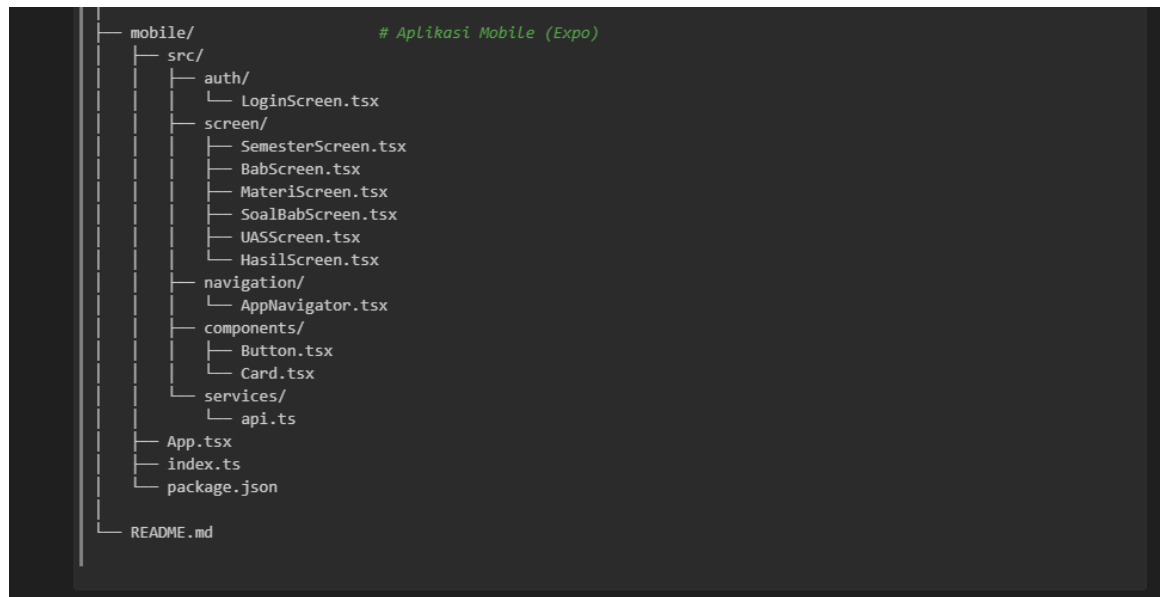 ├── mobile/                    # Aplikasi Mobile (Expo)
│   ├── src/
│   │   ├── auth/
│   │   │   └── LoginScreen.tsx
│   │   ├── screen/
│   │   │   ├── SemesterScreen.tsx
│   │   │   ├── BabScreen.tsx
│   │   │   ├── MateriScreen.tsx
│   │   │   ├── SoalBabScreen.tsx
│   │   │   ├── UASScreen.tsx
│   │   │   └── HasilScreen.tsx
│   │   ├── navigation/
│   │   │   └── AppNavigator.tsx
│   │   ├── components/
│   │   │   ├── Button.tsx
│   │   │   └── Card.tsx
│   │   └── services/
│   │       └── api.ts
│   ├── App.tsx
│   ├── index.ts
│   └── package.json
│
└── README.md